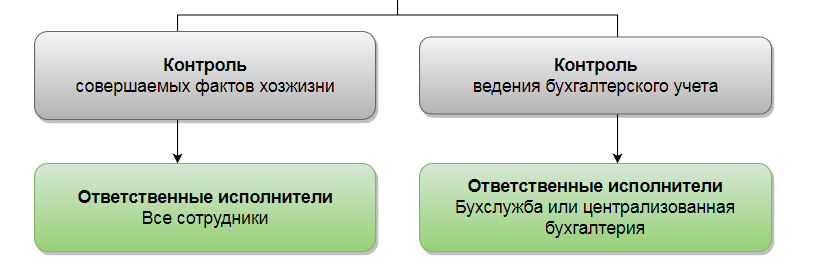 Контроль
совершаемых фактов хозжизни
Контроль
ведения бухгалтерского учета
Ответственные исполнители
Все сотрудники
Ответственные исполнители
Бухслужба или централизованная
бухгалтерия